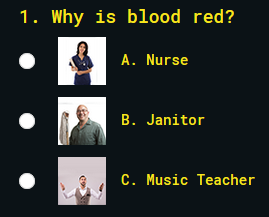 1. Why is blood red?
A. Nurse
B. Janitor
C. Music Teacher